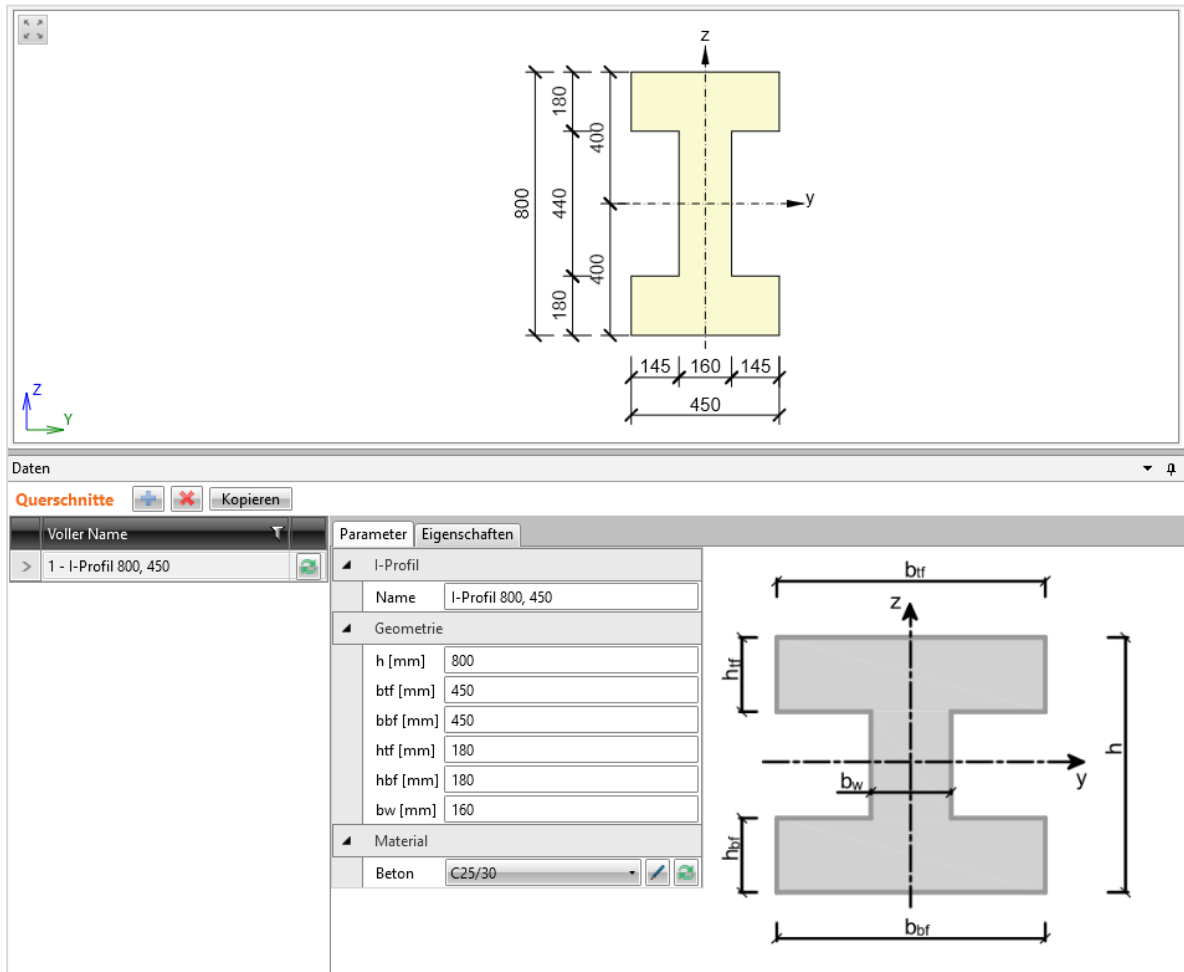 z
180
400
800
440
y
400
180
145 160 145
450
Z
Y
Daten
Querschnitte Kopieren
Voller Name
1 - I-Profil 800, 450
Parameter Eigenschaften
I-Profil
Name I-Profil 800, 450
Geometrie
h [mm] 800
btf [mm] 450
bbf [mm] 450
htf [mm] 180
hbf [mm] 180
bw [mm] 160
Material
Beton C25/30
btf
z
htf
h
y
bw
hbf
bbf